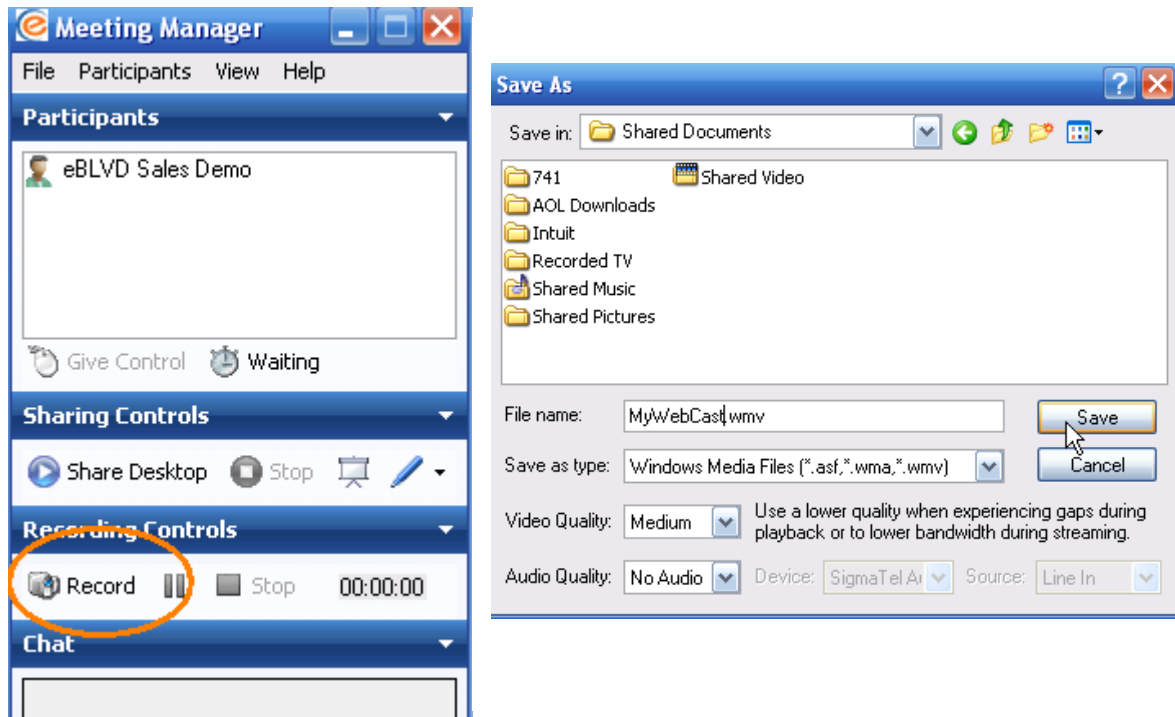 Meeting Manager
File Participants View Help
Participants
eBLVD Sales Demo
Give Control Waiting
Sharing Controls
Share Desktop Stop
Recording Controls
Record Stop 00:00:00
Chat
Save As
Save in: Shared Documents
741 Shared Video
AOL Downloads
Intuit
Recorded TV
Shared Music
Shared Pictures
File name: MyWebCast.wmv Save
Save as type: Windows Media Files (*.asf,*.wma,*.wmv) Cancel
Video Quality: Medium Use a lower quality when experiencing gaps during
playback or to lower bandwidth during streaming.
Audio Quality: No Audio Device: SigmaTel Source: Line In